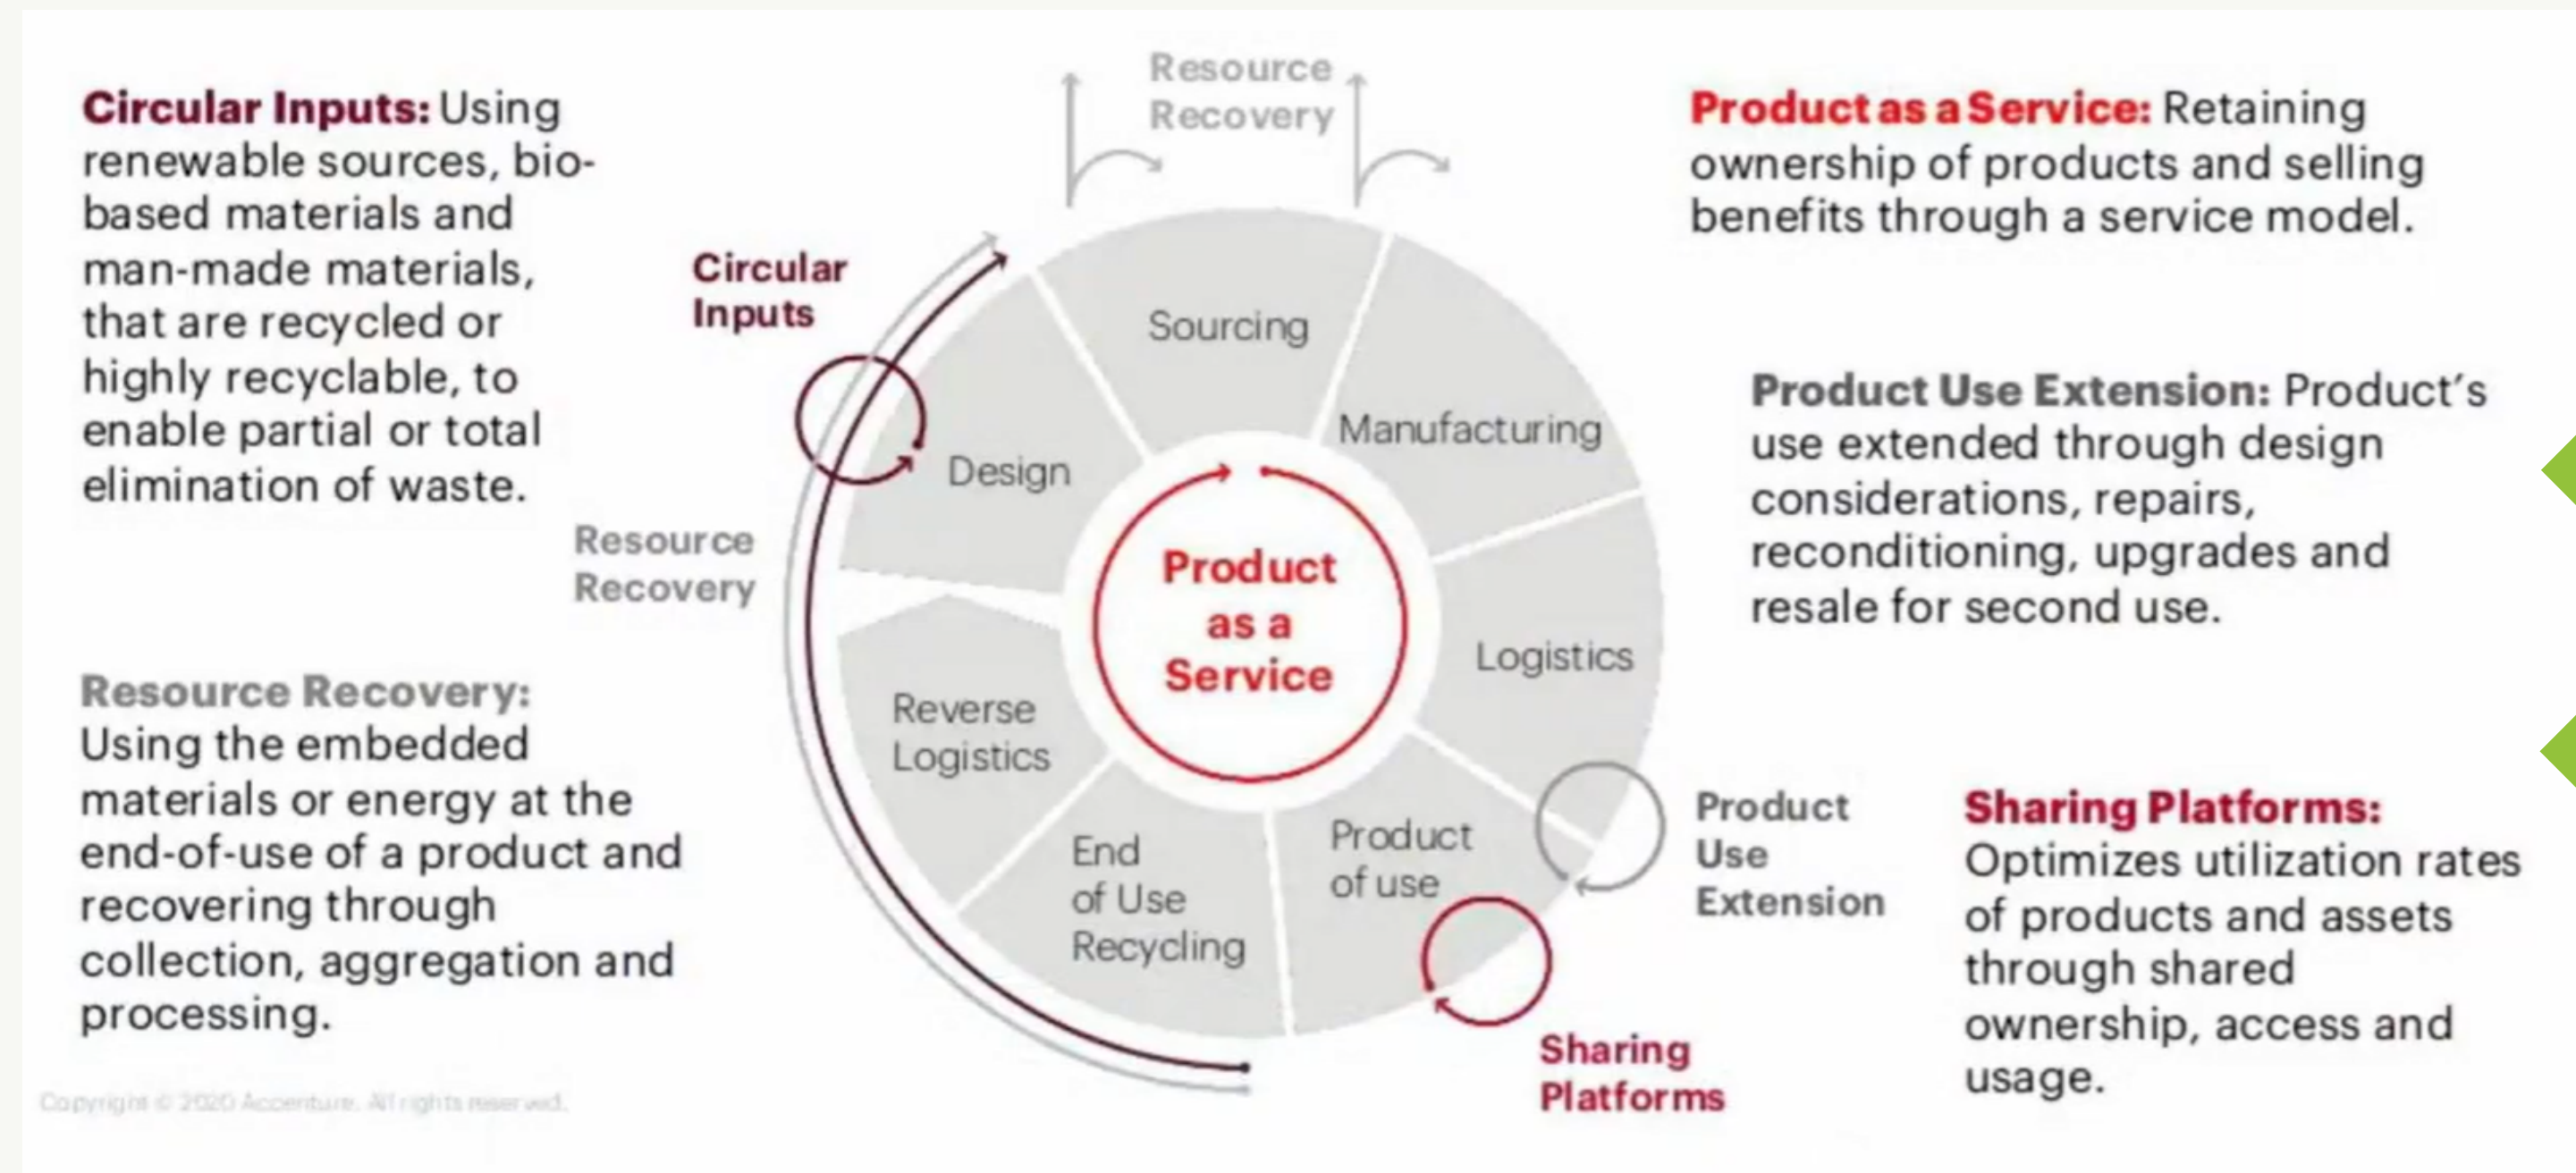 Circular Inputs: Using
renewable sources, bio-
based materials and
man-made materials,
that are recycled or
highly recyclable, to
enable partial or total
elimination of waste.
Resource Recovery:
Using the embedded
materials or energy at the
end-of-use of a product and
recovering through
collection, aggregation and
processing.
Copyright © 2020 Accenture. All rights reserved.
Resource
Recovery
Circular
Inputs
Resource
Recovery
Sourcing
Manufacturing
Design
Logistics
Reverse
Logistics
End
of Use
Recycling
Product
of use
Product
as a
Service
Product
Use
Extension
Sharing
Platforms
Product as a Service: Retaining
ownership of products and selling
benefits through a service model.
Product Use Extension: Product's
use extended through design
considerations, repairs,
reconditioning, upgrades and
resale for second use.
Sharing Platforms:
Optimizes utilization rates
of products and assets
through shared
ownership, access and
usage.